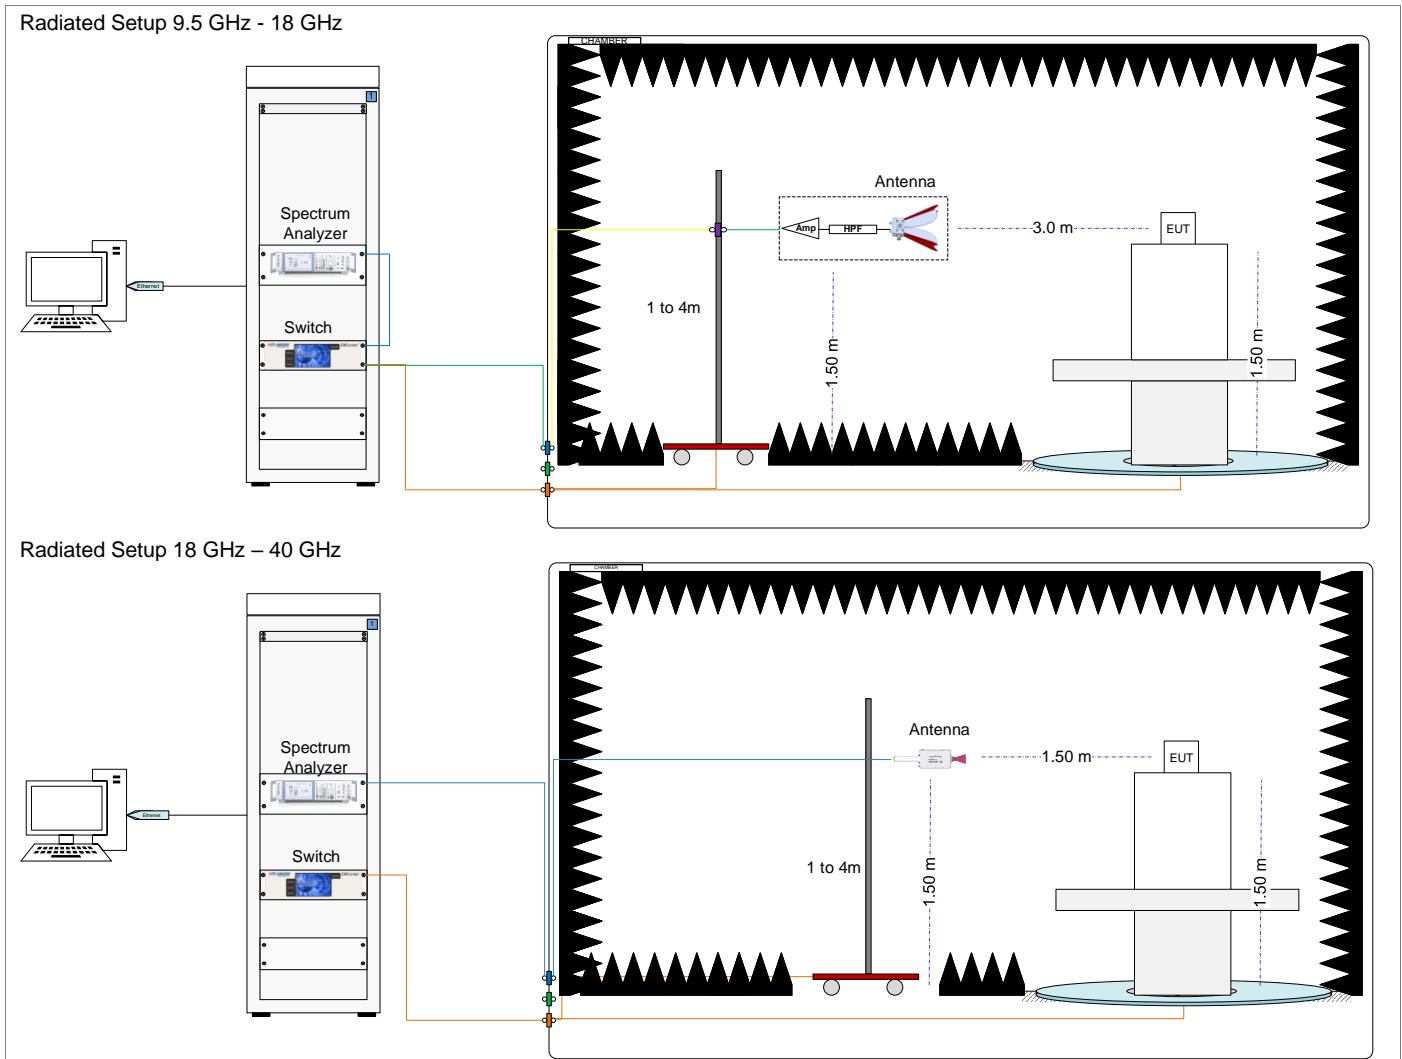 Radiated Setup 9.5 GHz - 18 GHz
CHAMBER
1
Antenna
Spectrum
Analyzer
Amp
HPF
3.0 m
EUT
Ethernet
1 to 4m
Switch
1.50 m
1.50 m
Radiated Setup 18 GHz – 40 GHz
CHAMBER
1
Antenna
Spectrum
Analyzer
1.50 m
EUT
Ethernet
Switch
1 to 4m
1.50 m
1.50 m